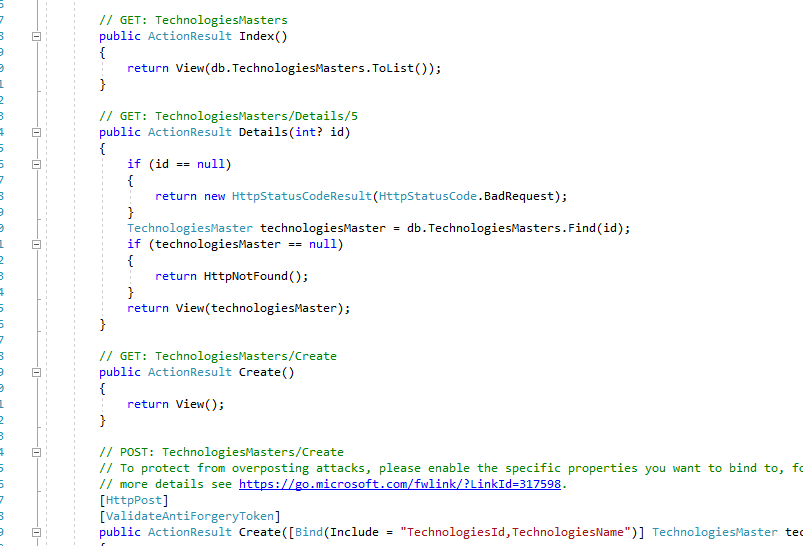 // GET: TechnologiesMasters
public ActionResult Index()
{
return View(db.TechnologiesMasters.ToList());
}
// GET: TechnologiesMasters/Details/5
public ActionResult Details(int? id)
{
if (id == null)
{
return new HttpStatusCodeResult(HttpStatusCode.BadRequest);
}
TechnologiesMaster technologiesMaster = db.TechnologiesMasters.Find(id);
if (technologiesMaster == null)
{
return HttpNotFound();
}
return View(technologiesMaster);
}
// GET: TechnologiesMasters/Create
public ActionResult Create()
{
return View();
}
// POST: TechnologiesMasters/Create
// To protect from overposting attacks, please enable the specific properties you want to bind to, fo
// more details see https://go.microsoft.com/fwlink/?LinkId=317598.
[HttpPost]
[ValidateAntiForgeryToken]
public ActionResult Create([Bind(Include = "TechnologiesId,TechnologiesName")] TechnologiesMaster tec
{